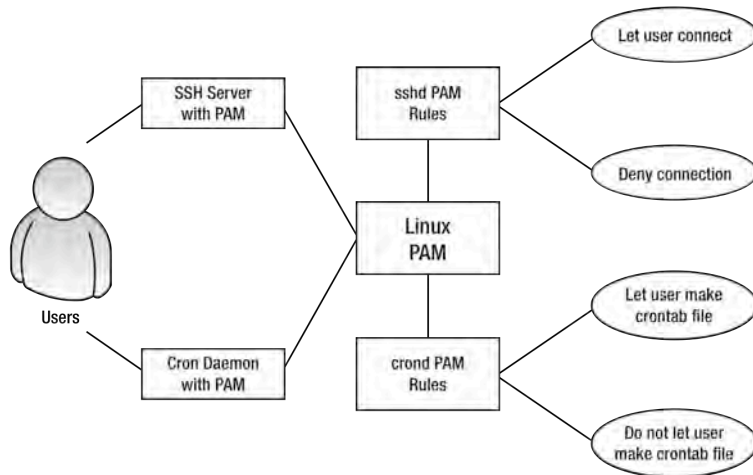 Let user connect
SSH Server
with PAM
sshd PAM
Rules
Deny connection
Linux
PAM
Users
Let user make
crontab file
Cron Daemon
with PAM
crond PAM
Rules
Do not let user
make crontab file